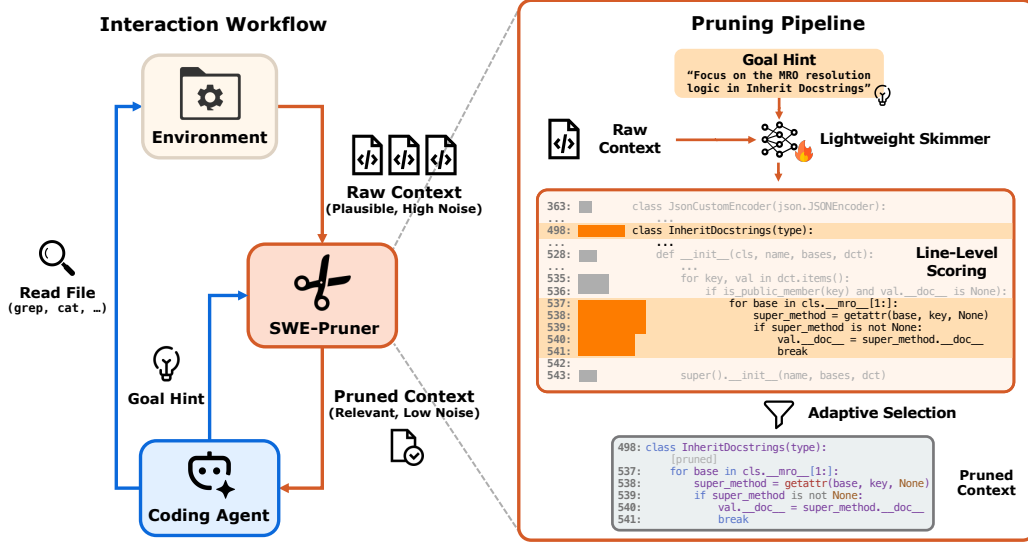 Interaction Workflow
Environment
Raw Context
(Plausible, High Noise)
Read File
(grep, cat, …)
SWE-Pruner
Goal Hint
Pruned Context
(Relevant, Low Noise)
Coding Agent
Pruning Pipeline
Goal Hint
“Focus on the MRO resolution
logic in Inherit Docstrings”
Raw
Context
Lightweight Skimmer
363: class JsonCustomEncoder(json.JSONEncoder):
... ...
498: class InheritDocstrings(type):
... ...
528: def __init__(cls, name, bases, dct):
... ...
535: for key, val in dct.items():
536: if is_public_member(key) and val.__doc__ is None):
537: for base in cls.__mro__[1:]:
538: super_method = getattr(base, key, None)
539: if super_method is not None:
540: val.__doc__ = super_method.__doc__
541: break
542:
543: super().__init__(name, bases, dct)
Line-Level
Scoring
Adaptive Selection
498: class InheritDocstrings(type):
[pruned]
537: for base in cls.__mro__[1:]:
538: super_method = getattr(base, key, None)
539: if super_method is not None:
540: val.__doc__ = super_method.__doc__
541: break
Pruned
Context